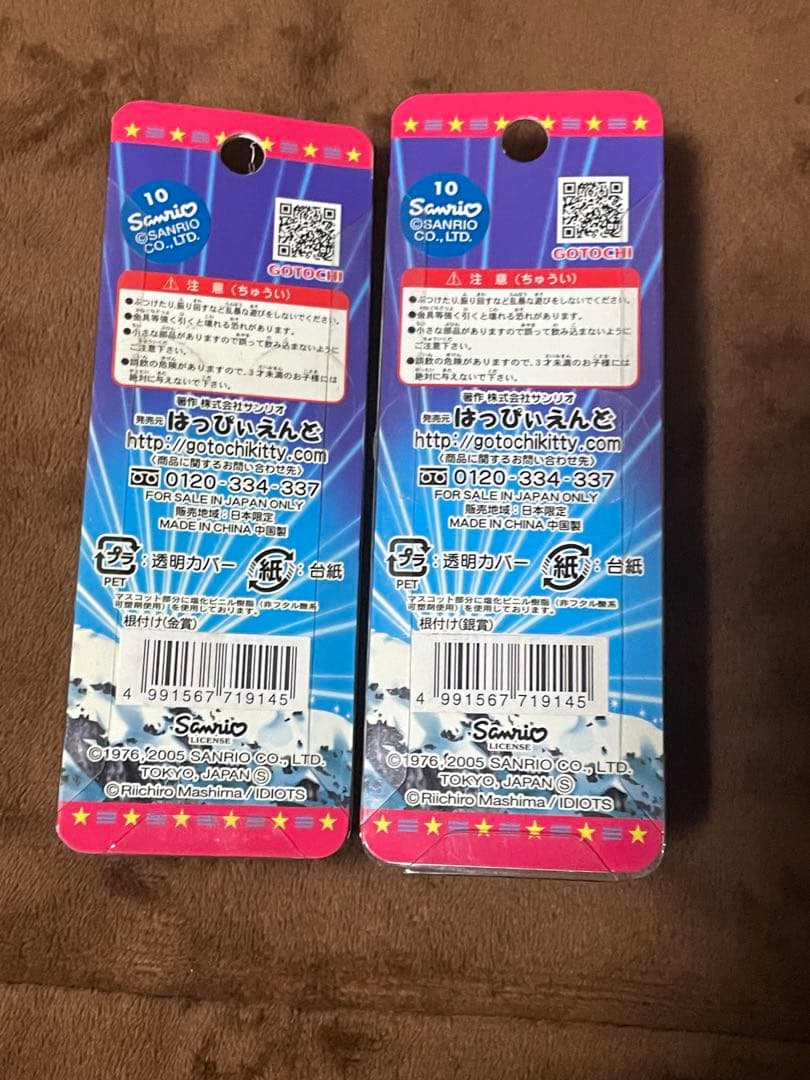 10
Sanrio
©SANRIO
CO., LTD.
GOTOCHI
注意（ちゅうい）
●ぶつけたり、振り回すなど乱暴な遊びをしないでください。
●金具等強く引くと壊れる恐れがあります。
●小さな部品がありますので誤って飲み込まないように
ご注意下さい。
●誤飲の危険がありますので、3才未満のお子様には
絶対に与えないで下さい。
著作 株式会社サンリオ
発売元 はっぴぃえんど
http://gotochikitty.com
〈商品に関するお問い合わせ先〉
0120-334-337
FOR SALE IN JAPAN ONLY
販売地域：日本限定
MADE IN CHINA 中国製
プラ
PET
：透明カバー
紙
：台紙
マスコット部分に塩化ビニル樹脂（非フタル酸系
可塑剤使用）を使用しております。
根付け(金賞)
4 991567 719145
Sanrio
LICENSE
©1976, 2005 SANRIO CO., LTD.
TOKYO, JAPAN Ⓢ
©Riichiro Mashima / IDIOTS
10
Sanrio
©SANRIO
CO., LTD.
GOTOCHI
注意（ちゅうい）
●ぶつけたり、振り回すなど乱暴な遊びをしないでください。
●金具等強く引くと壊れる恐れがあります。
●小さな部品がありますので誤って飲み込まないように
ご注意下さい。
●誤飲の危険がありますので、3才未満のお子様には
絶対に与えないで下さい。
著作 株式会社サンリオ
発売元 はっぴぃえんど
http://gotochikitty.com
〈商品に関するお問い合わせ先〉
0120-334-337
FOR SALE IN JAPAN ONLY
販売地域：日本限定
MADE IN CHINA 中国製
プラ
PET
：透明カバー
紙
：台紙
マスコット部分に塩化ビニル樹脂（非フタル酸系
可塑剤使用）を使用しております。
根付け(銀賞)
4 991567 719145
Sanrio
LICENSE
©1976, 2005 SANRIO CO., LTD.
TOKYO, JAPAN Ⓢ
©Riichiro Mashima / IDIOTS